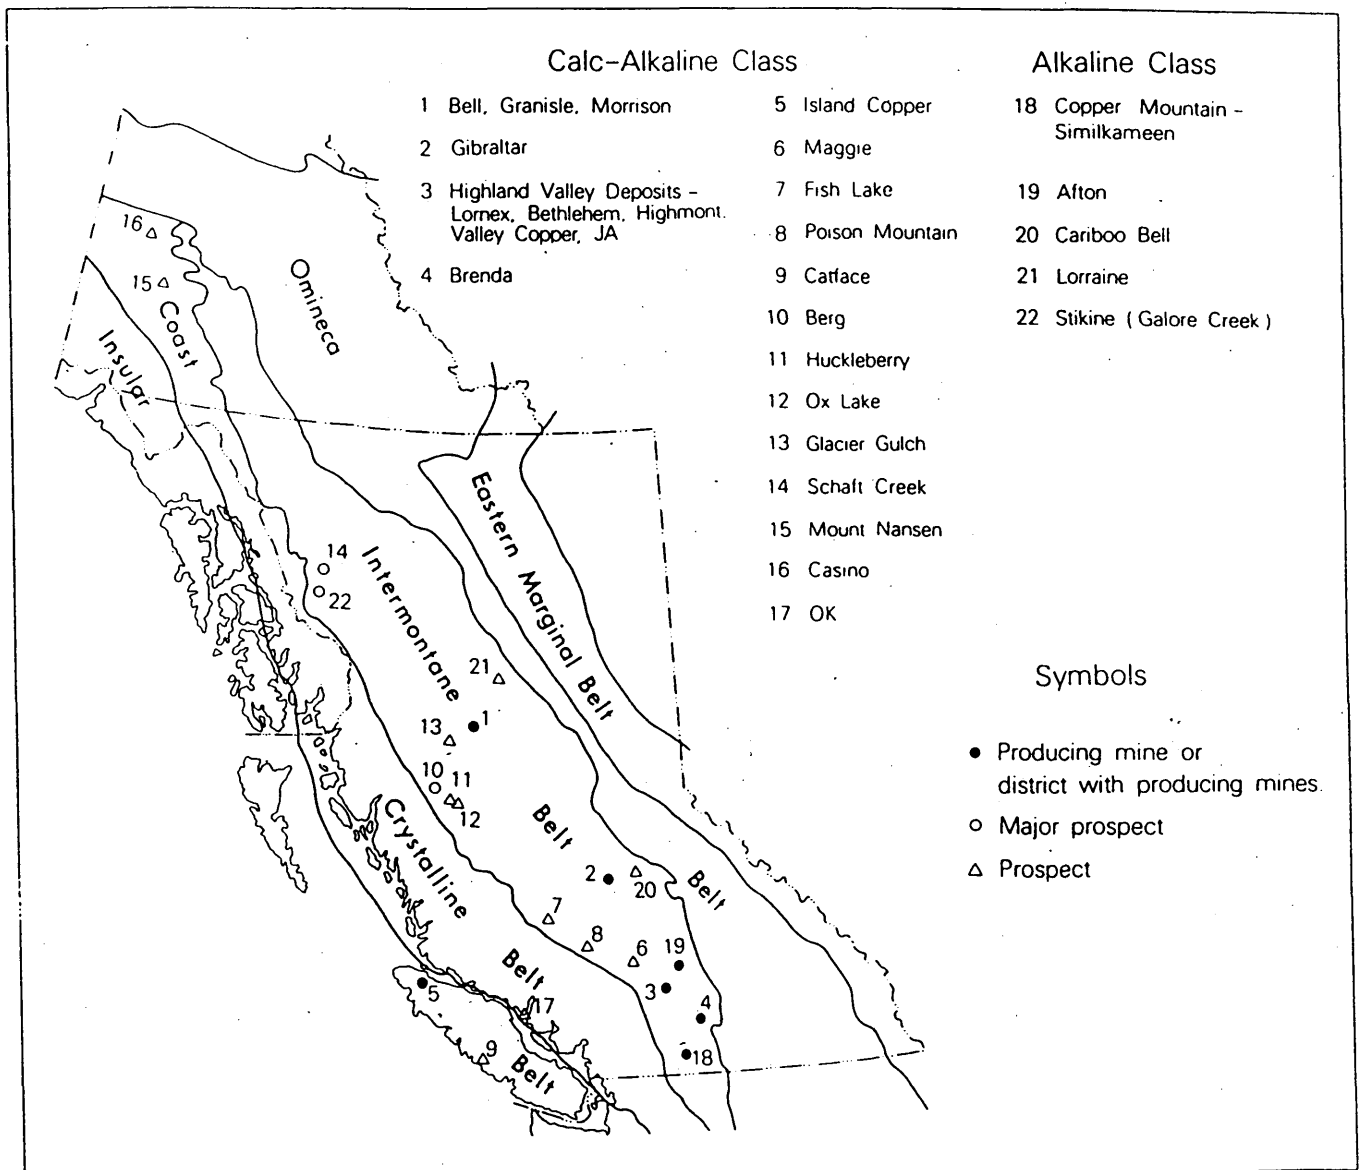 Calc-Alkaline Class
1 Bell, Granisle, Morrison
2 Gibraltar
3 Highland Valley Deposits -
Lornex, Bethlehem, Highmont.
Valley Copper, JA
4 Brenda
5 Island Copper
6 Maggie
7 Fish Lake
8 Poison Mountain
9 Catface
10 Berg
11 Huckleberry
12 Ox Lake
13 Glacier Gulch
14 Schaft Creek
15 Mount Nansen
16 Casino
17 OK
Alkaline Class
18 Copper Mountain -
Similkameen
19 Afton
20 Cariboo Bell
21 Lorraine
22 Stikine ( Galore Creek )
Symbols
Producing mine or
district with producing mines.
Major prospect
Prospect
16
15
Insular
Coast
Omineca
14
22
Intermontane
Eastern Marginal Belt
21
1
13
10
11
12
Crystalline
Belt
2
20
Belt
7
8
6
19
3
4
18
Belt
5
17
9
Belt